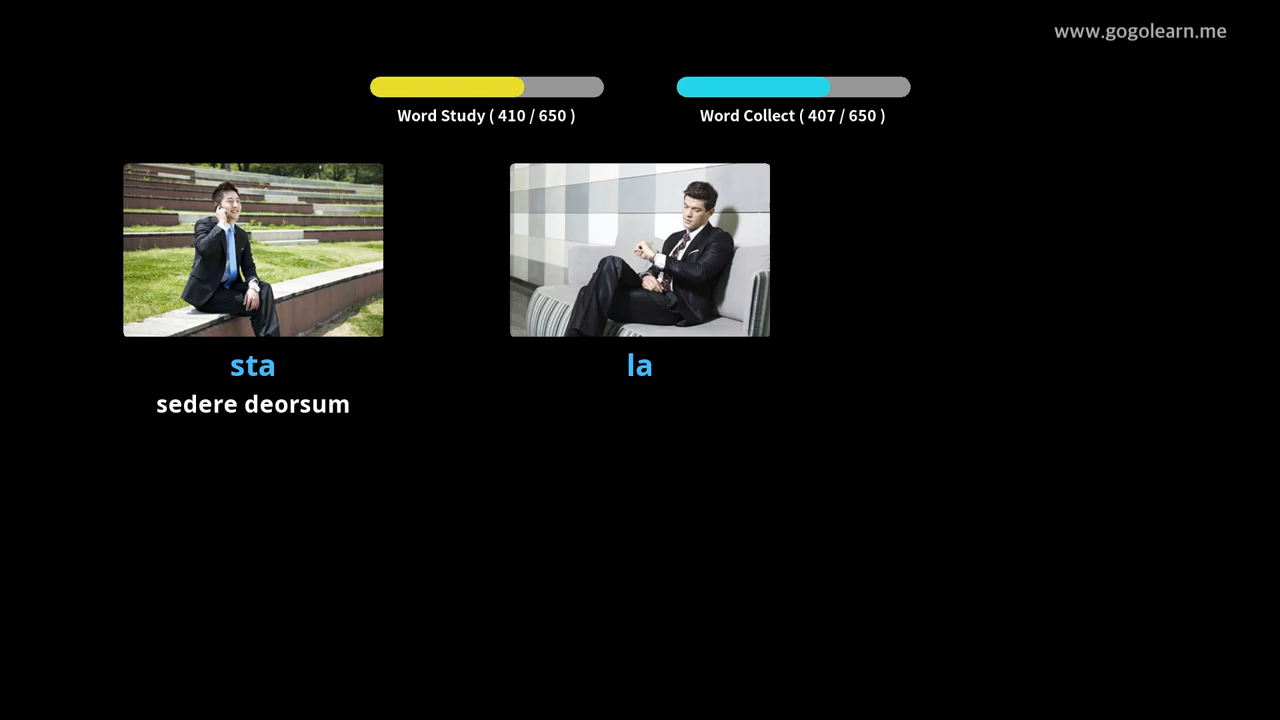 www.gogolearn.me
Word Study ( 410 / 650 )
Word Collect ( 407 / 650 )
sta
la
sedere deorsum